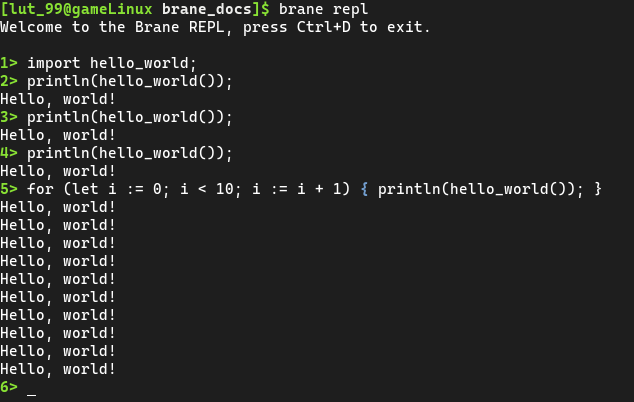 [lut_99@gameLinux brane_docs]$ brane repl
Welcome to the Brane REPL, press Ctrl+D to exit.
1> import hello_world;
2> println(hello_world());
Hello, world!
3> println(hello_world());
Hello, world!
4> println(hello_world());
Hello, world!
5> for (let i := 0; i < 10; i := i + 1) { println(hello_world()); }
Hello, world!
Hello, world!
Hello, world!
Hello, world!
Hello, world!
Hello, world!
Hello, world!
Hello, world!
Hello, world!
Hello, world!
6> _